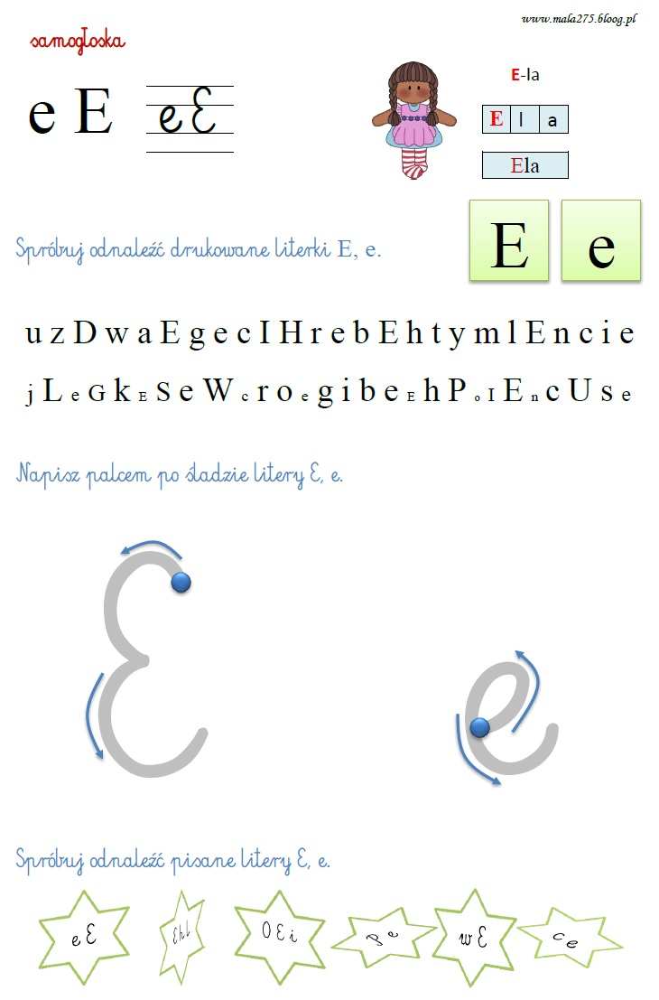 www.mala275.bloog.pl
samogłoska
e E e E
E-la
E l a
Ela
E e
Spróbuj odnaleźć drukowane literki E, e.
u z D w a E g e c I H r e b E h t y m l E n c i e
j L e G k E S e W c r o e g i b e E h P o I E n c U s e
Napisz palcem po śladzie litery E, e.
E e
Spróbuj odnaleźć pisane litery E, e.
e E
E h l
O E i
e
w E
c e